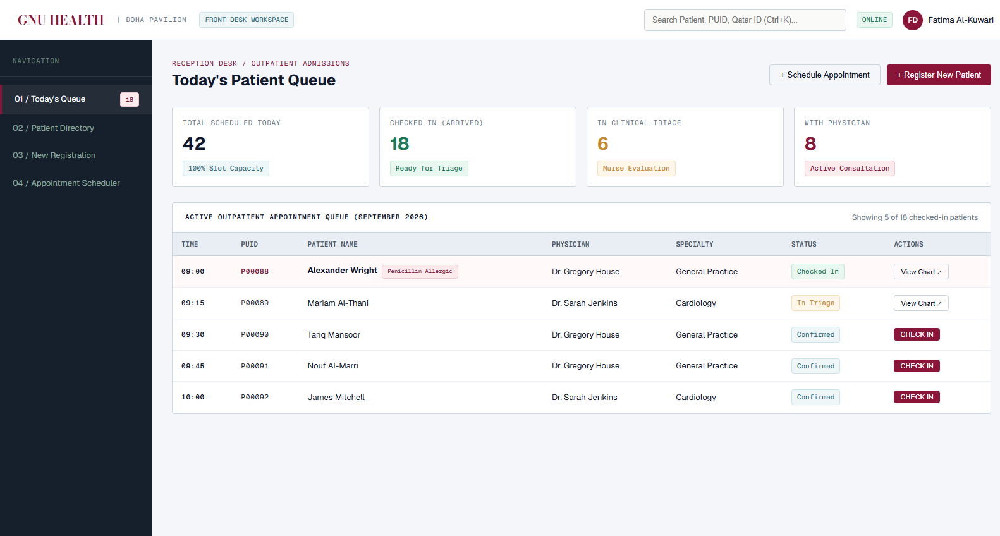 GNU HEALTH | DOHA PAVILION FRONT DESK WORKSPACE Search Patient, PUID, Qatar ID (Ctrl+K)... ONLINE FD Fatima Al-Kuwari
NAVIGATION
01 / Today's Queue 18
02 / Patient Directory
03 / New Registration
04 / Appointment Scheduler
RECEPTION DESK / OUTPATIENT ADMISSIONS
Today's Patient Queue
+ Schedule Appointment + Register New Patient
TOTAL SCHEDULED TODAY
42
100% Slot Capacity
CHECKED IN (ARRIVED)
18
Ready for Triage
IN CLINICAL TRIAGE
6
Nurse Evaluation
WITH PHYSICIAN
8
Active Consultation
ACTIVE OUTPATIENT APPOINTMENT QUEUE (SEPTEMBER 2026) Showing 5 of 18 checked-in patients
TIME PUID PATIENT NAME PHYSICIAN SPECIALTY STATUS ACTIONS
09:00 P00088 Alexander Wright Penicillin Allergic Dr. Gregory House General Practice Checked In View Chart ↗
09:15 P00089 Mariam Al-Thani Dr. Sarah Jenkins Cardiology In Triage View Chart ↗
09:30 P00090 Tariq Mansoor Dr. Gregory House General Practice Confirmed CHECK IN
09:45 P00091 Nouf Al-Marri Dr. Gregory House General Practice Confirmed CHECK IN
10:00 P00092 James Mitchell Dr. Sarah Jenkins Cardiology Confirmed CHECK IN